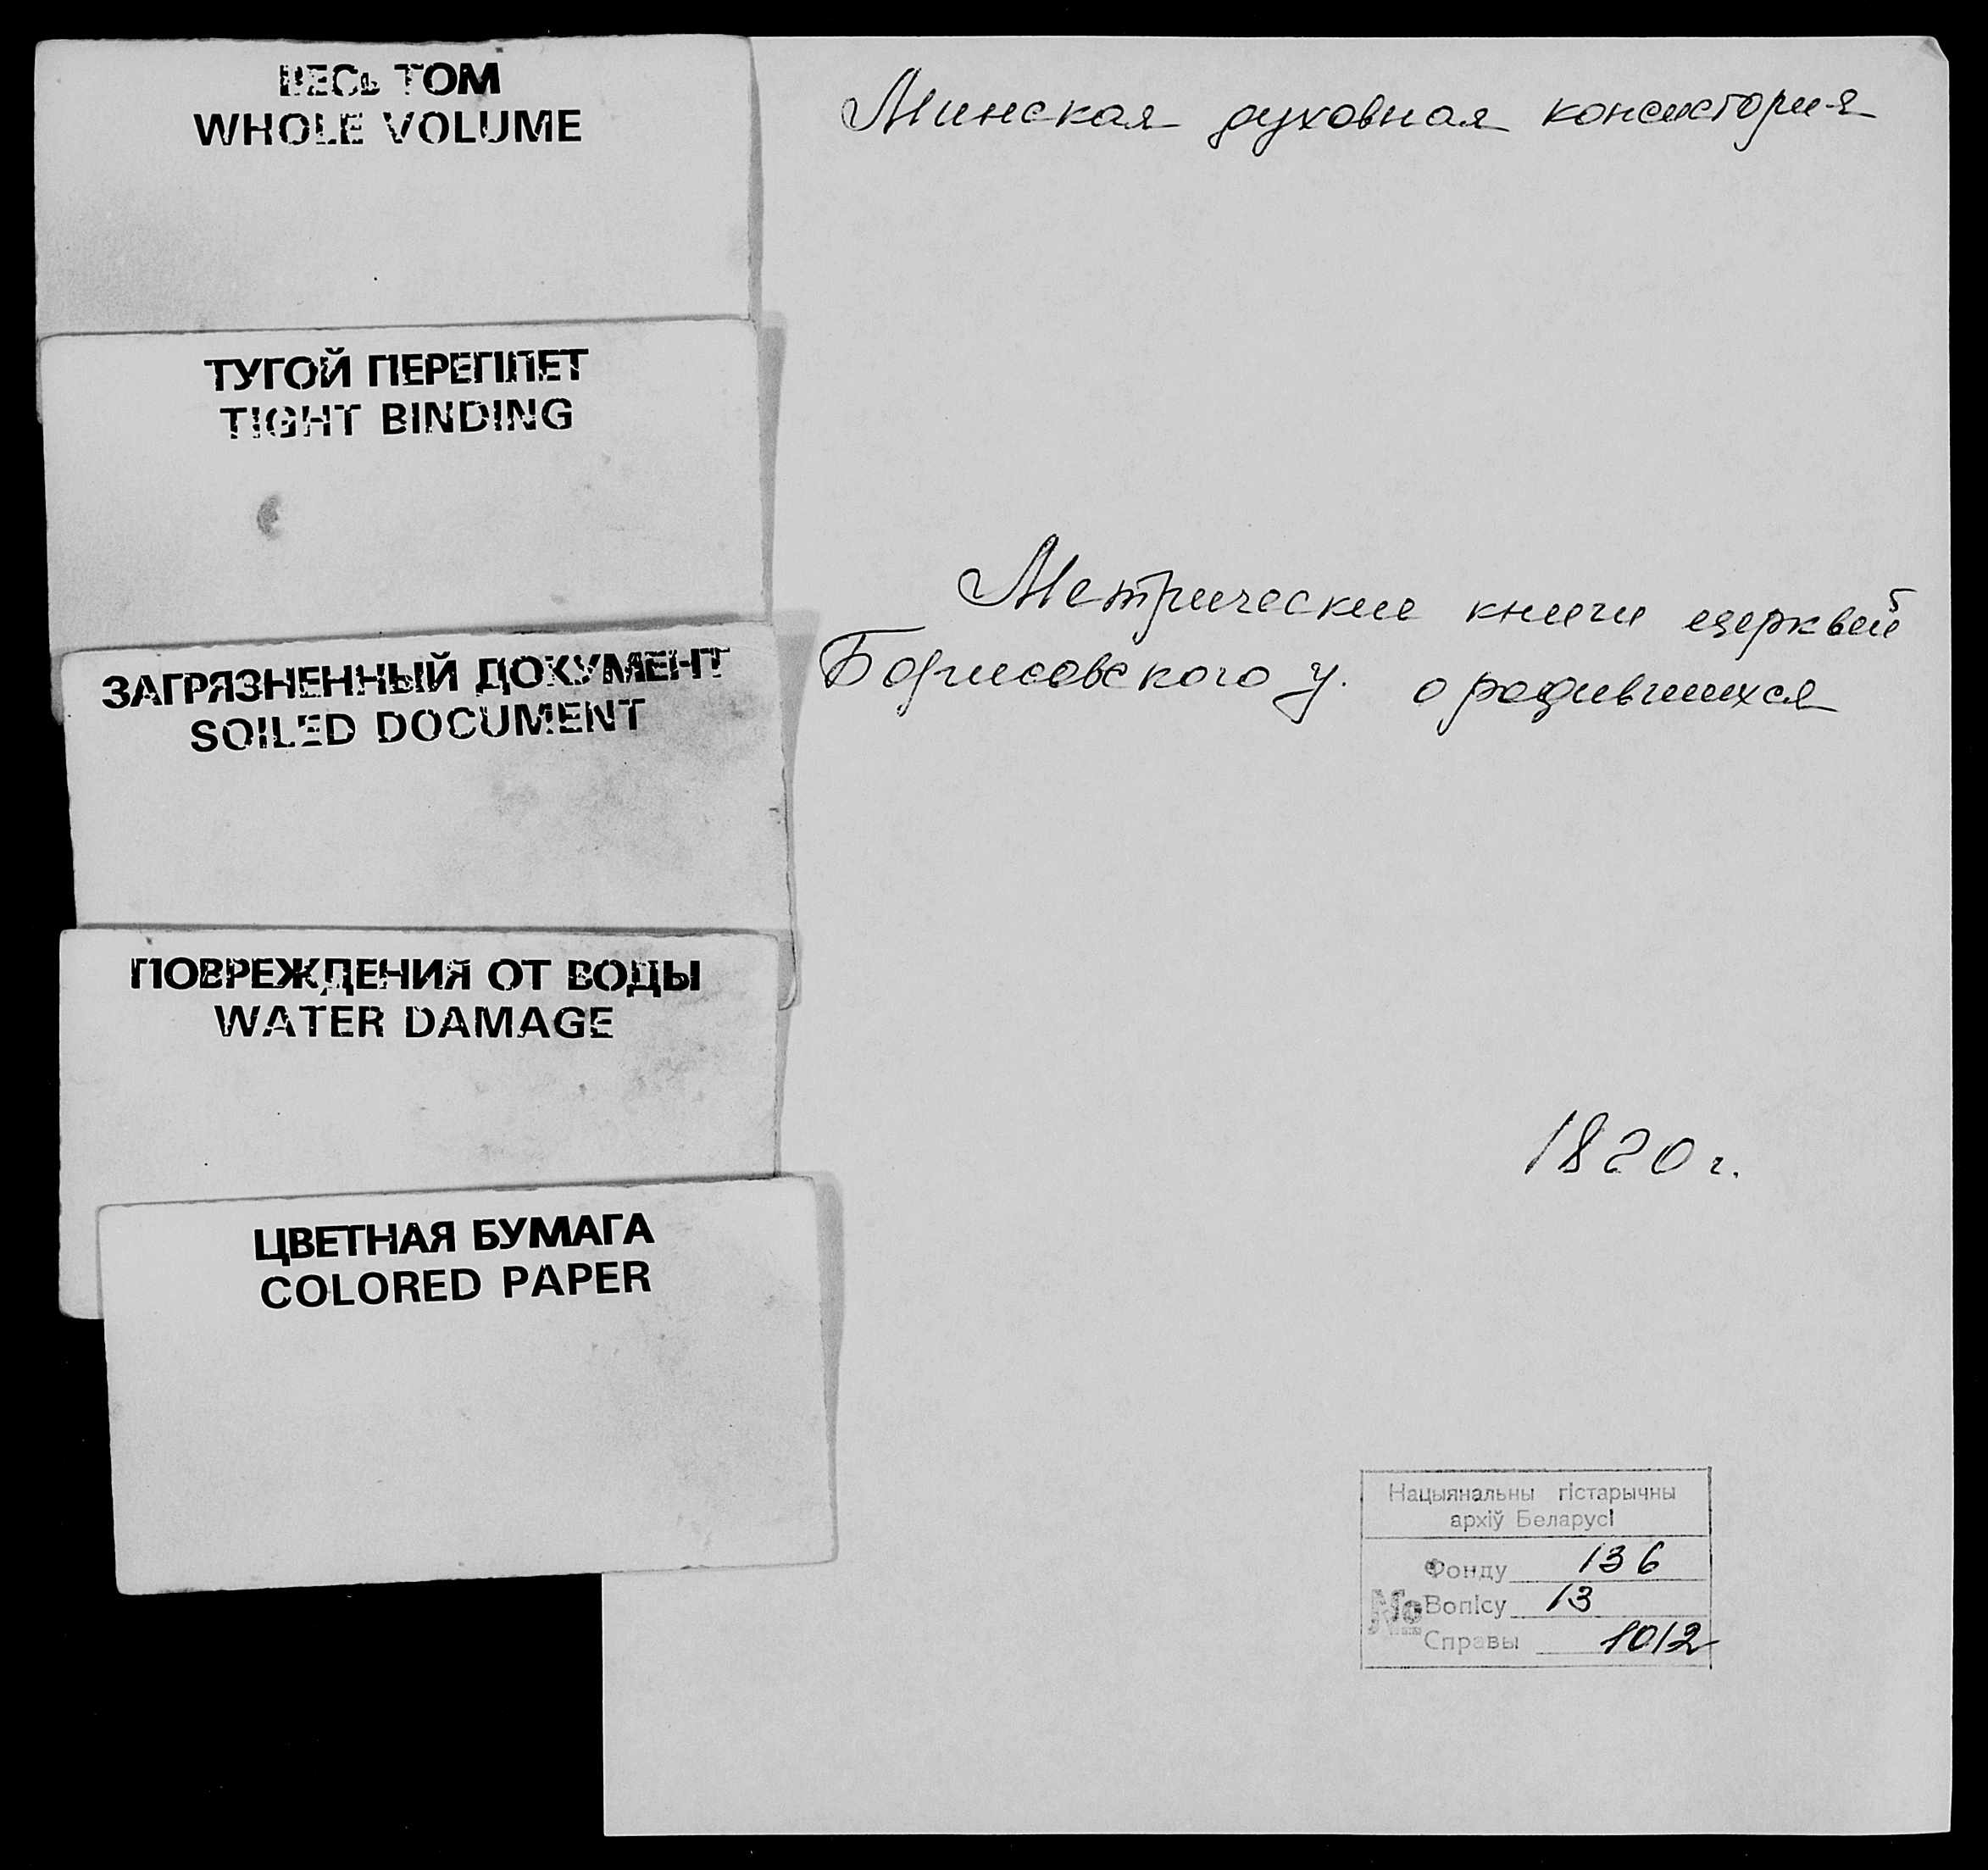 ВЕСЬ ТОМ
WHOLE VOLUME
ТУГОЙ ПЕРЕПЛЕТ
TIGHT BINDING
ЗАГРЯЗНЕННЫЙ ДОКУМЕНТ
SOILED DOCUMENT
ПОВРЕЖДЕНИЯ ОТ ВОДЫ
WATER DAMAGE
ЦВЕТНАЯ БУМАГА
COLORED PAPER
Минская духовная консистория
Метрические книги церквей
Борисовского у. о родившихся
1820 г.
Нацыянальны гістарычны
архіў Беларусі
Фонду 136
№ Вопісу 13
Справы 1012